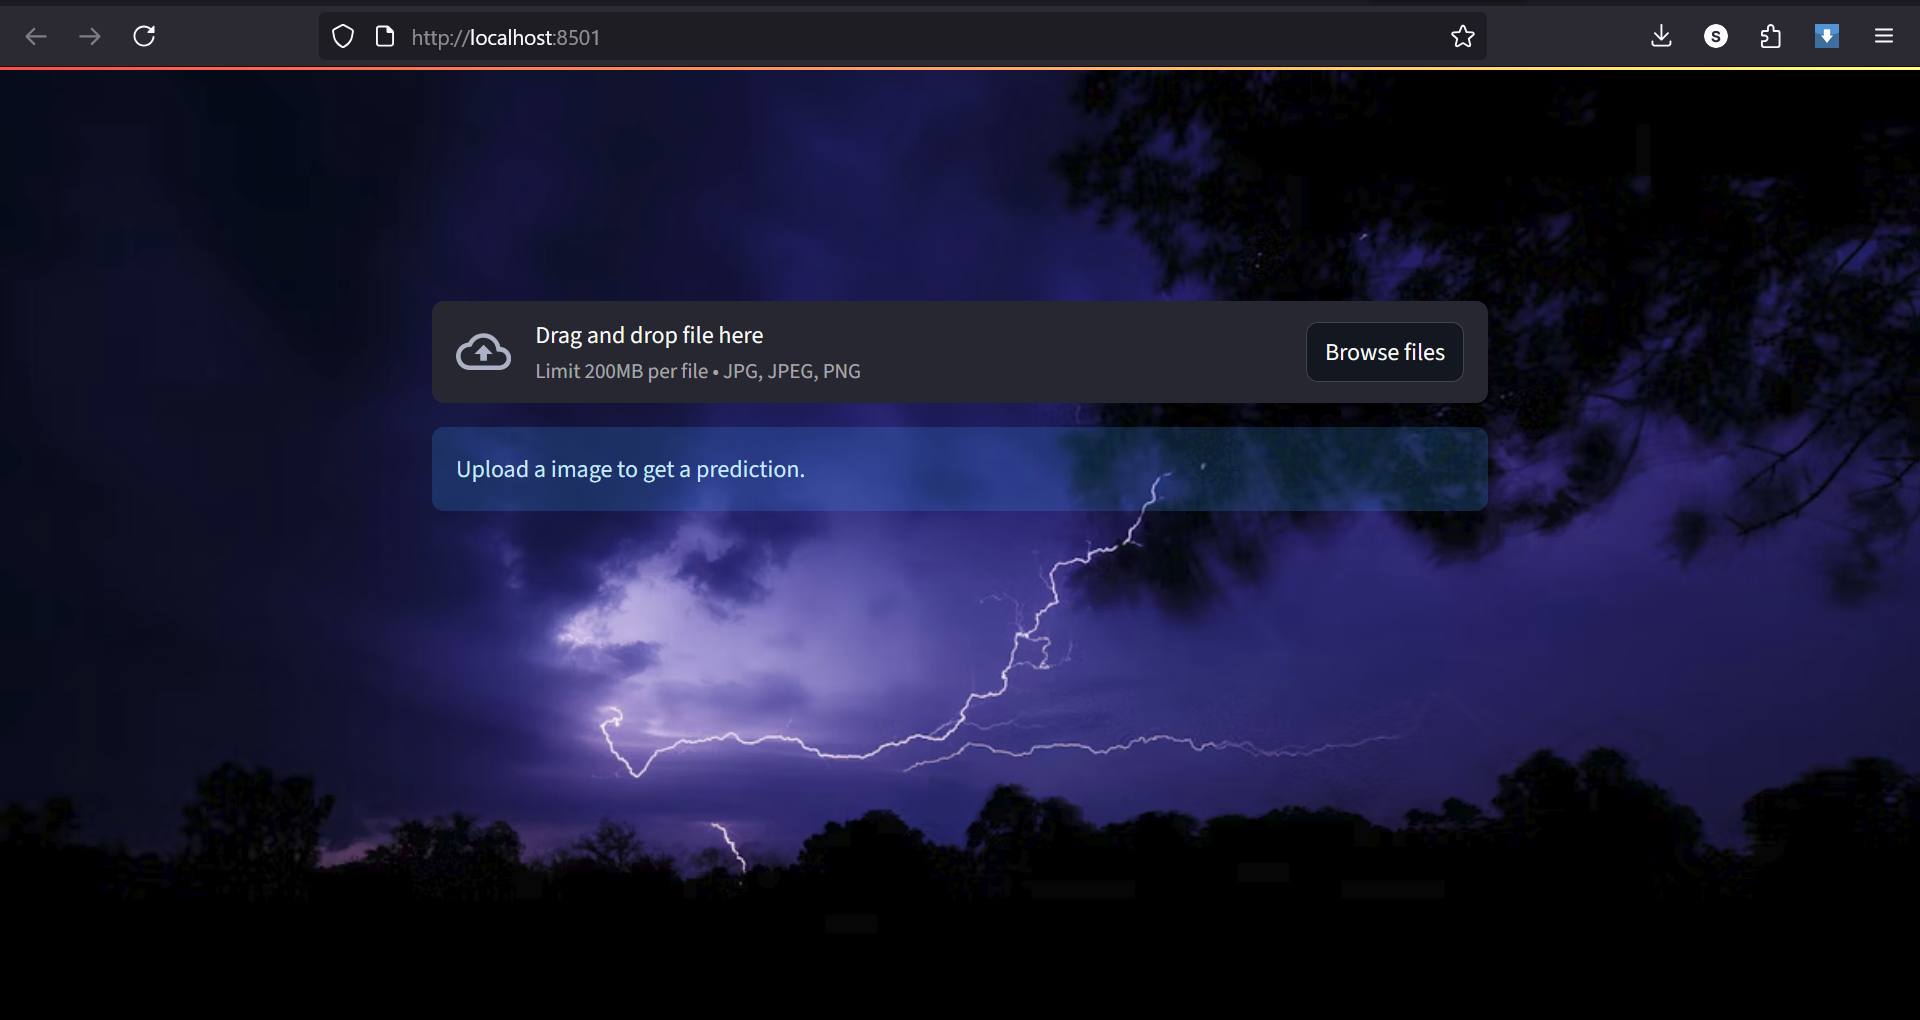 http://localhost:8501
S
Drag and drop file here
Limit 200MB per file • JPG, JPEG, PNG
Browse files
Upload a image to get a prediction.